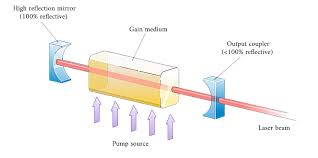 High reflection mirror
(100% reflective)
Gain medium
Output coupler
(<100% reflective)
Laser beam
Pump source